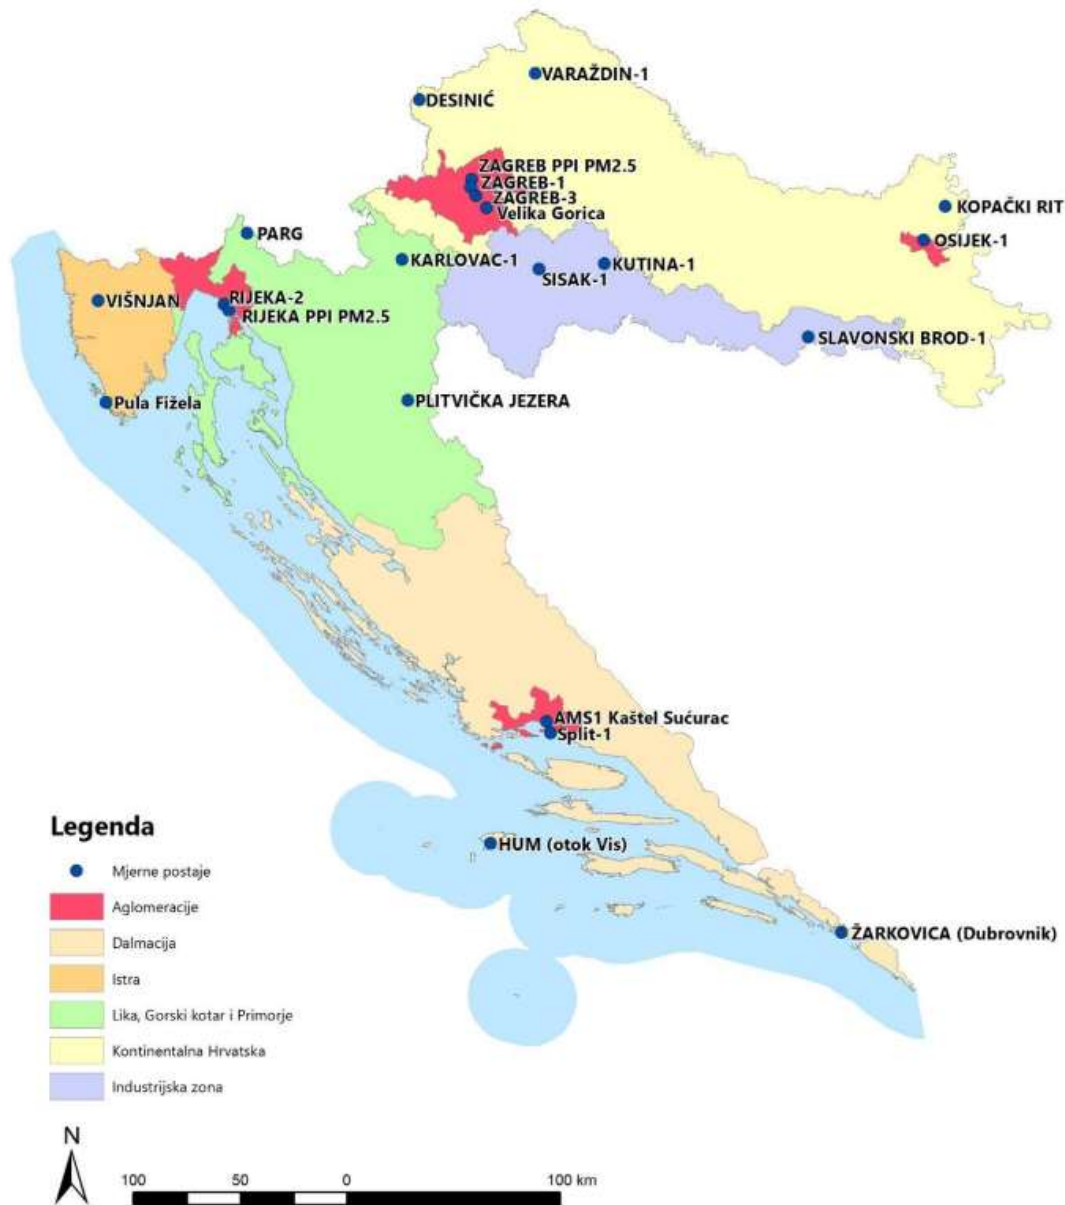 VARAŽDIN-1
DESINIĆ
ZAGREB PPI PM2.5
ZAGREB-1
ZAGREB-3
Velika Gorica
KOPAČKI RIT
OSIJEK-1
PARG
KARLOVAC-1
KUTINA-1
SISAK-1
VIŠNJAN
RIJEKA-2
RIJEKA PPI PM2.5
SLAVONSKI BROD-1
Pula Fižela
PLITVIČKA JEZERA
AMS1 Kaštel Sućurac
Split-1
HUM (otok Vis)
ŽARKOVICA (Dubrovnik)
Legenda
Mjerne postaje
Aglomeracije
Dalmacija
Istra
Lika, Gorski kotar i Primorje
Kontinentalna Hrvatska
Industrijska zona
N
100 50 0 100 km